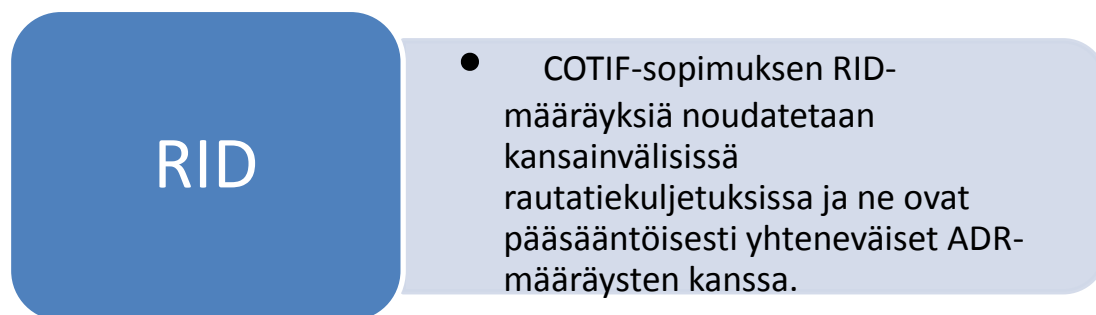 RID
• COTIF-sopimuksen RID-
määräyksiä noudatetaan
kansainvälisissä
rautatiekuljetuksissa ja ne ovat
pääsääntöisesti yhteneväiset ADR-
määräysten kanssa.